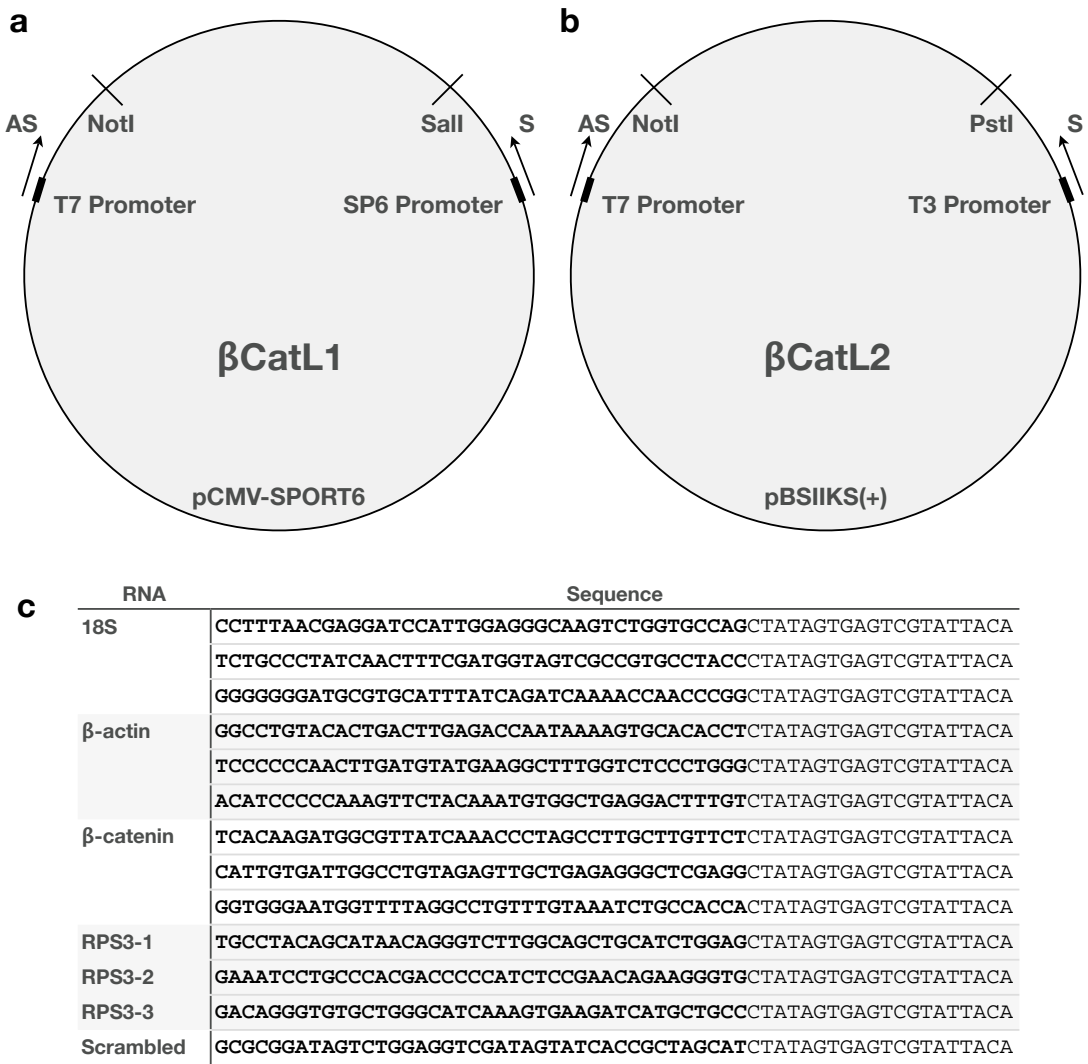 a
b
AS NotI SalI S
T7 Promoter SP6 Promoter
βCatL1
pCMV-SPORT6
AS NotI PstI S
T7 Promoter T3 Promoter
βCatL2
pBSIIKS(+)
c
RNA Sequence
18S CCTTTAACGAGGATCCATTGGAGGGCAAGTCTGGTGCCAGCTATAGTGAGTCGTATTACA
TCTGCCCTATCAACTTTCGATGGTAGTCGCCGTGCCTACCCTATAGTGAGTCGTATTACA
GGGGGGGATGCGTGCATTTATCAGATCAAAACCAACCCGGCTATAGTGAGTCGTATTACA
β-actin GGCCTGTACACTGACTTGAGACCAATAAAAGTGCACACCTCTATAGTGAGTCGTATTACA
TCCCCCCAACTTGATGTATGAAGGCTTTGGTCTCCCTGGGCTATAGTGAGTCGTATTACA
ACATCCCCCAAAGTTCTACAAATGTGGCTGAGGACTTTGTCTATAGTGAGTCGTATTACA
β-catenin TCACAAGATGGCGTTATCAAACCCTAGCCTTGCTTGTTCTCTATAGTGAGTCGTATTACA
CATTGTGATTGGCCTGTAGAGTTGCTGAGAGGGCTCGAGGCTATAGTGAGTCGTATTACA
GGTGGGAATGGTTTTAGGCCTGTTTGTAAATCTGCCACCACTATAGTGAGTCGTATTACA
RPS3-1 TGCCTACAGCATAACAGGGTCTTGGCAGCTGCATCTGGAGCTATAGTGAGTCGTATTACA
RPS3-2 GAAATCCTGCCCACGACCCCCATCTCCGAACAGAAGGGTGCTATAGTGAGTCGTATTACA
RPS3-3 GACAGGGTGTGCTGGGCATCAAAGTGAAGATCATGCTGCCCTATAGTGAGTCGTATTACA
Scrambled GCGCGGATAGTCTGGAGGTCGATAGTATCACCGCTAGCATCTATAGTGAGTCGTATTACA